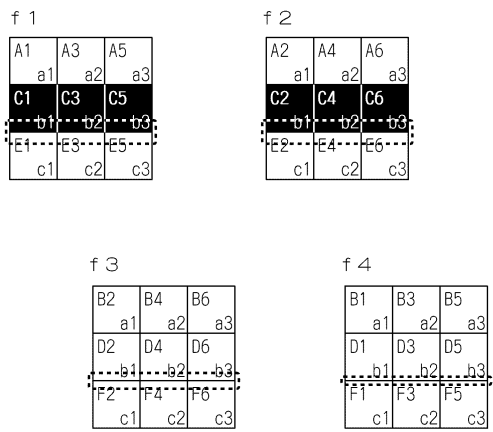 f1
f2
A1 A3 A5
a1 a2 a3
C1 C3 C5
b1 b2 b3
E1 E3 E5
c1 c2 c3
A2 A4 A6
a1 a2 a3
C2 C4 C6
b1 b2 b3
E2 E4 E6
c1 c2 c3
f3
f4
B2 B4 B6
a1 a2 a3
D2 D4 D6
b1 b2 b3
F2 F4 F6
c1 c2 c3
B1 B3 B5
a1 a2 a3
D1 D3 D5
b1 b2 b3
F1 F3 F5
c1 c2 c3